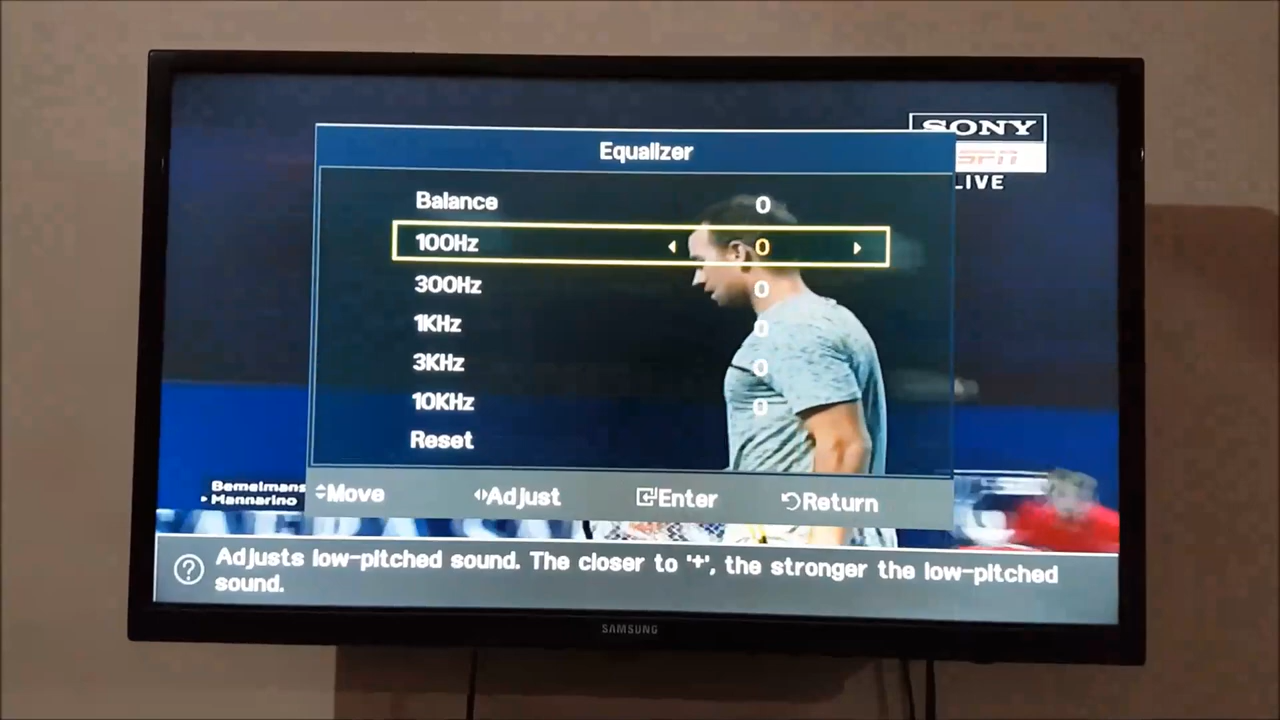 SONY
ESPN
LIVE
Equalizer
Balance 0
100Hz 0
300Hz 0
1KHz 0
3KHz 0
10KHz 0
Reset
Bemelmans
Mannarino
Move Adjust Enter Return
Adjusts low-pitched sound. The closer to '+', the stronger the low-pitched
sound.
SAMSUNG